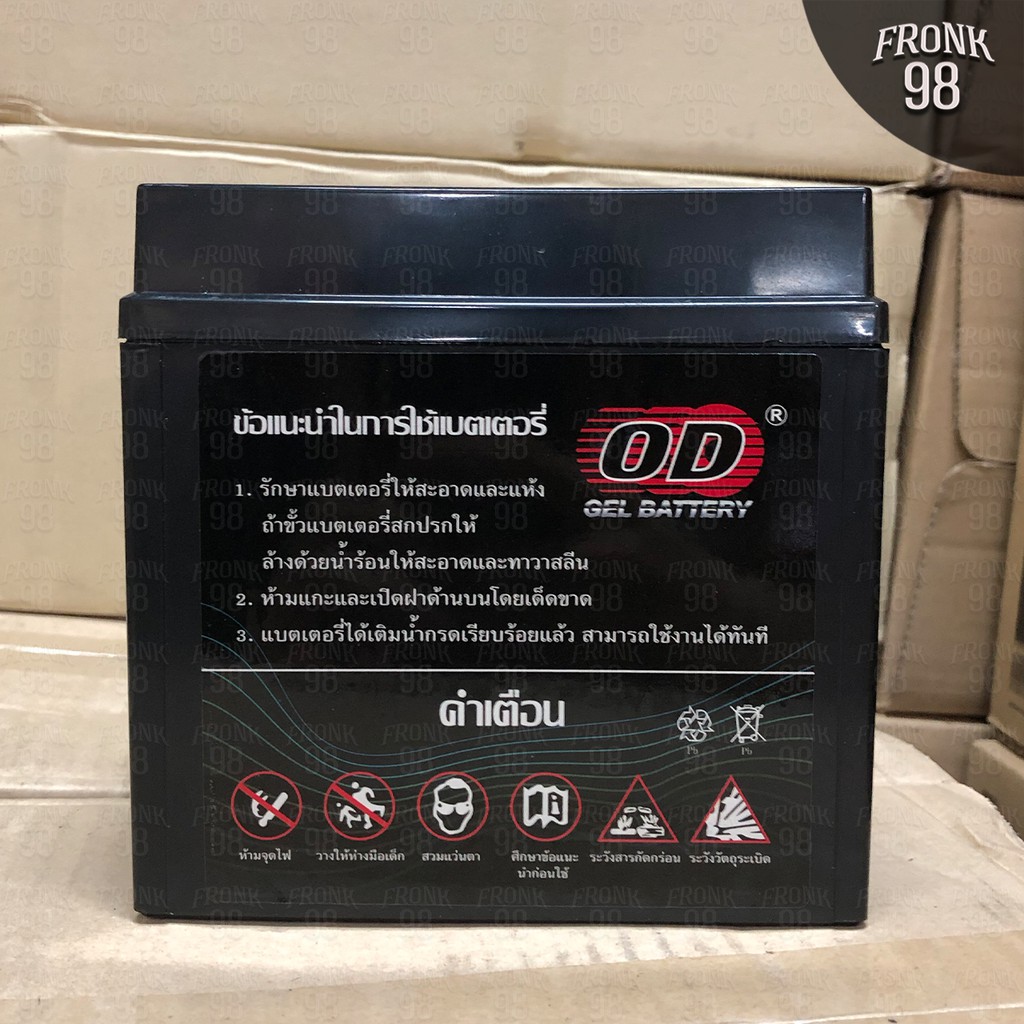 FRONK
98
ข้อแนะนำในการใช้แบตเตอรี่
OD ®
GEL BATTERY
1. รักษาแบตเตอรี่ให้สะอาดและแห้ง
ถ้าขั้วแบตเตอรี่สกปรกให้
ล้างด้วยน้ำร้อนให้สะอาดและทาวาสลีน
2. ห้ามแกะและเปิดฝาด้านบนโดยเด็ดขาด
3. แบตเตอรี่ได้เติมน้ำกรดเรียบร้อยแล้ว สามารถใช้งานได้ทันที
คำเตือน
Pb Pb
ห้ามจุดไฟ วางให้ห่างมือเด็ก สวมแว่นตา ศึกษาข้อแนะ ระวังสารกัดกร่อน ระวังวัตถุระเบิด
นำก่อนใช้